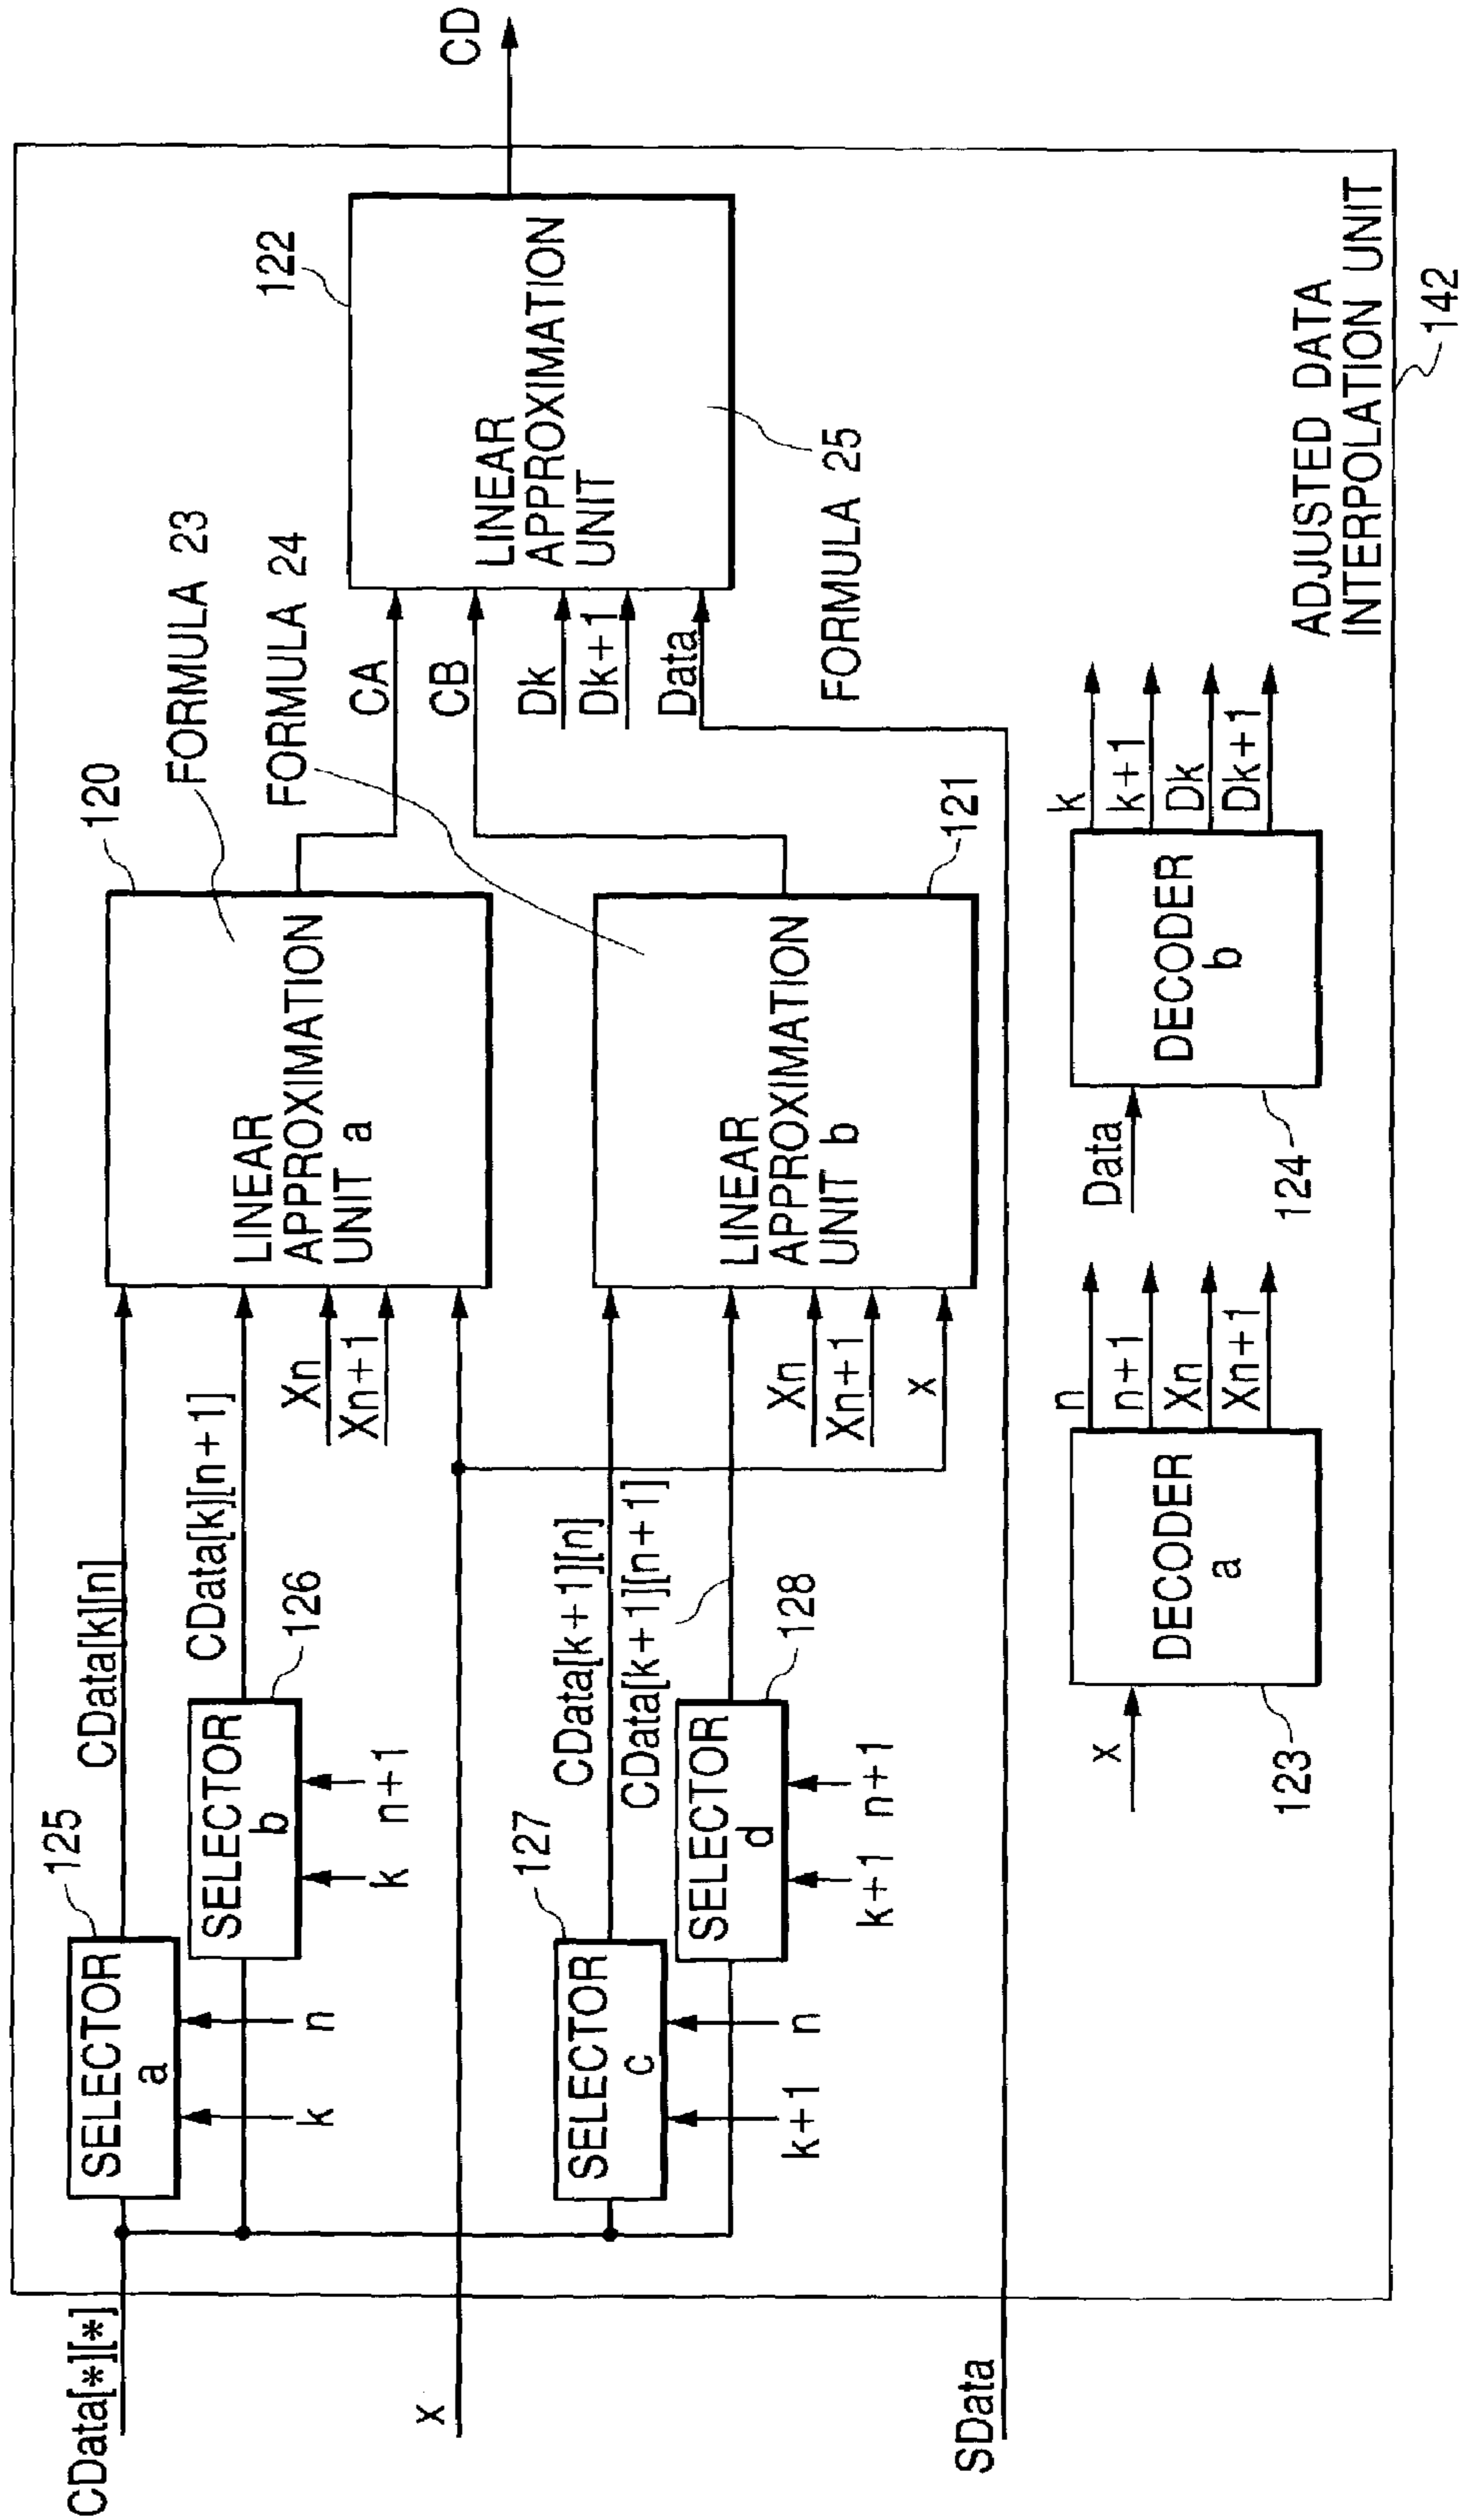 CData[*][*]
x
SData
125
SELECTOR
a
k
n
CData[k][n]
SELECTOR
b
126
k
n+1
CData[k][n+1]
127
SELECTOR
c
k+1
n
CData[k+1][n]
CData[k+1][n+1]
SELECTOR
d
128
k+1
n+1
Xn
Xn+1
120
LINEAR
APPROXIMATION
UNIT a
FORMULA 23
FORMULA 24
Xn
Xn+1
x
LINEAR
APPROXIMATION
UNIT b
121
CA
CB
Dk
Dk+1
Data
122
LINEAR
APPROXIMATION
UNIT
FORMULA 25
CD
x
DECODER
a
123
n
n+1
Xn
Xn+1
Data
DECODER
b
124
k
k+1
Dk
Dk+1
ADJUSTED DATA
INTERPOLATION UNIT
142